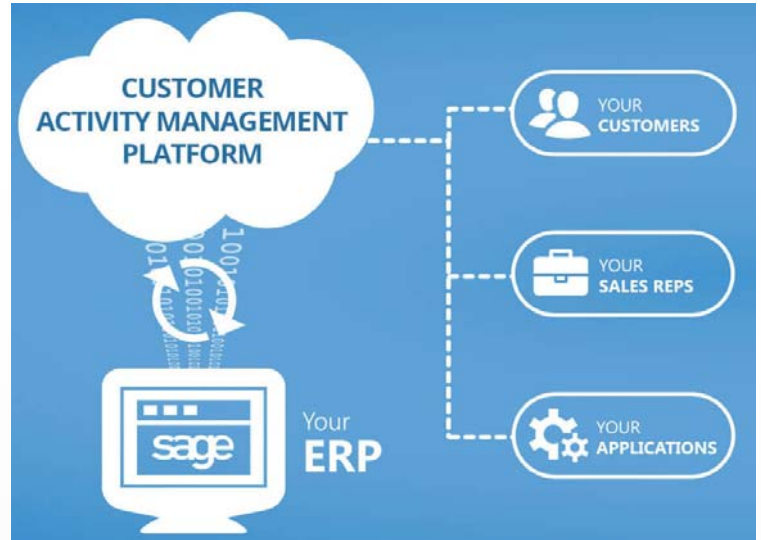 CUSTOMER
ACTIVITY MANAGEMENT
PLATFORM
YOUR
CUSTOMERS
YOUR
SALES REPS
YOUR
APPLICATIONS
sage
Your
ERP